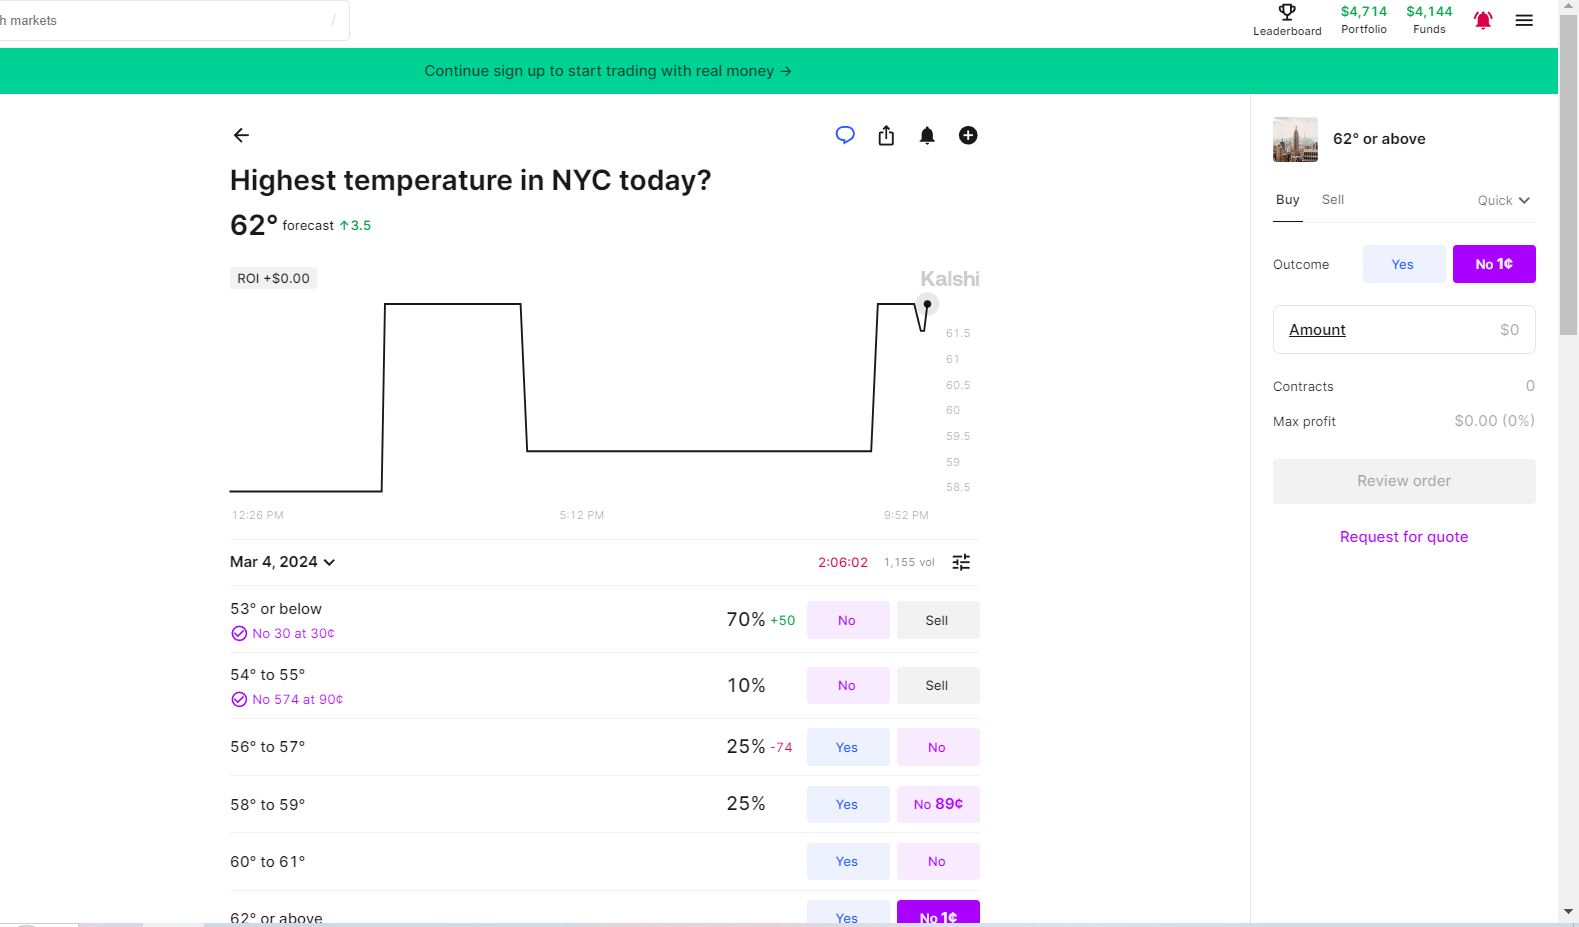 h markets /
Leaderboard
$4,714
Portfolio
$4,144
Funds
Continue sign up to start trading with real money →
Highest temperature in NYC today?
62° forecast ↑3.5
ROI +$0.00
Kalshi
61.5
61
60.5
60
59.5
59
58.5
12:26 PM 5:12 PM 9:52 PM
Mar 4, 2024 2:06:02 1,155 vol
53° or below 70% +50 No Sell
No 30 at 30¢
54° to 55° 10% No Sell
No 574 at 90¢
56° to 57° 25% -74 Yes No
58° to 59° 25% Yes No 89¢
60° to 61° Yes No
62° or above Yes No 1¢
62° or above
Buy Sell Quick
Outcome Yes No 1¢
Amount $0
Contracts 0
Max profit $0.00 (0%)
Review order
Request for quote